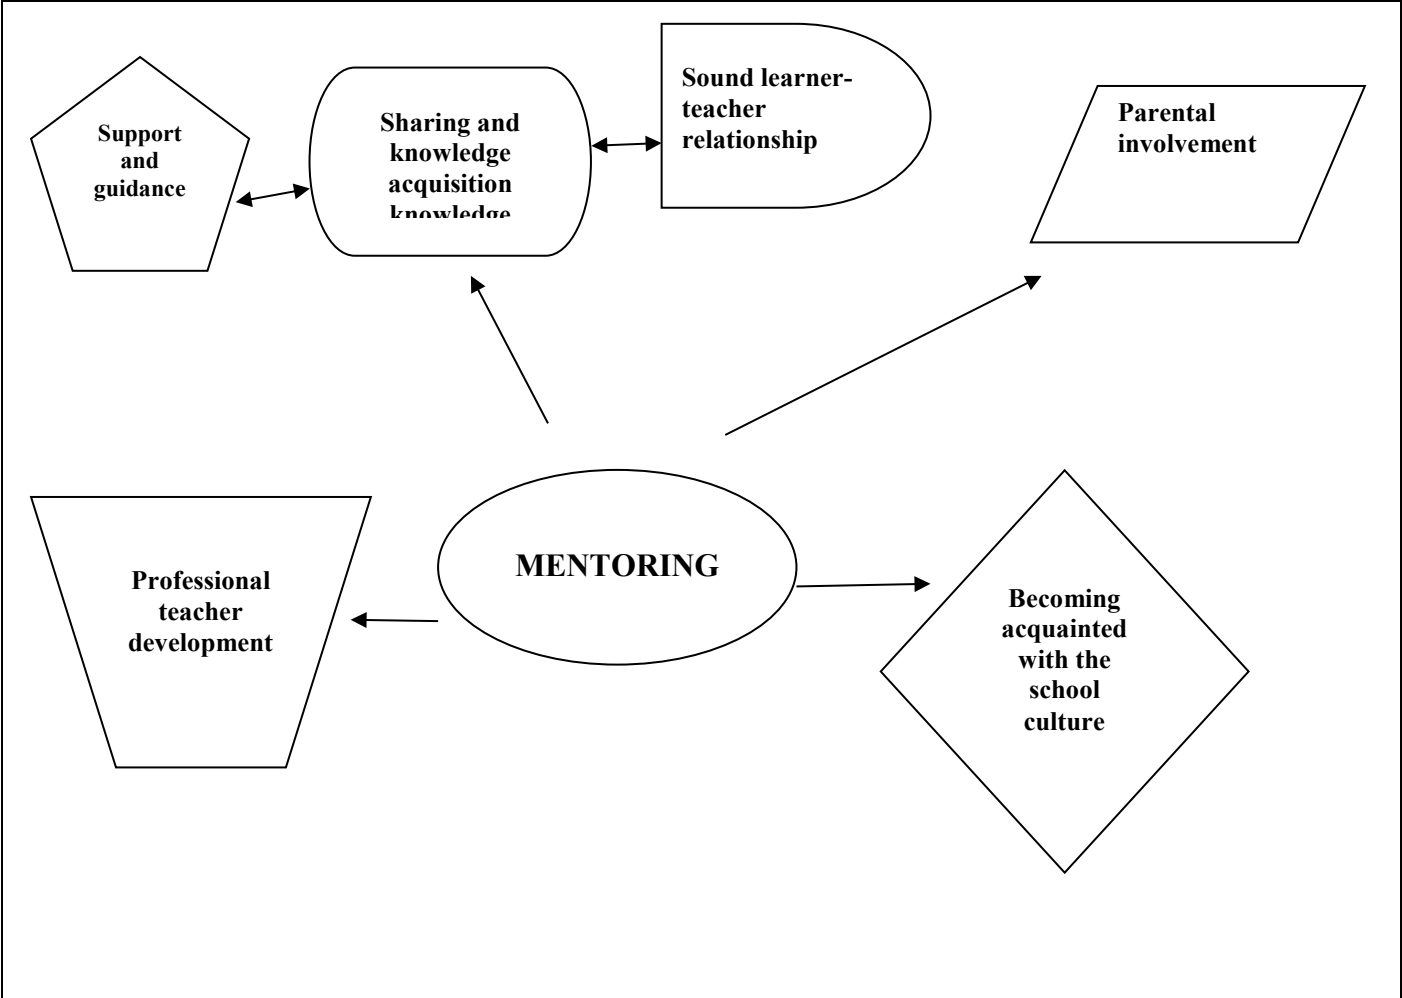 Support
and
guidance
Sharing and
knowledge
acquisition
knowledge
Sound learner-
teacher
relationship
Parental
involvement
MENTORING
Professional
teacher
development
Becoming
acquainted
with the
school
culture